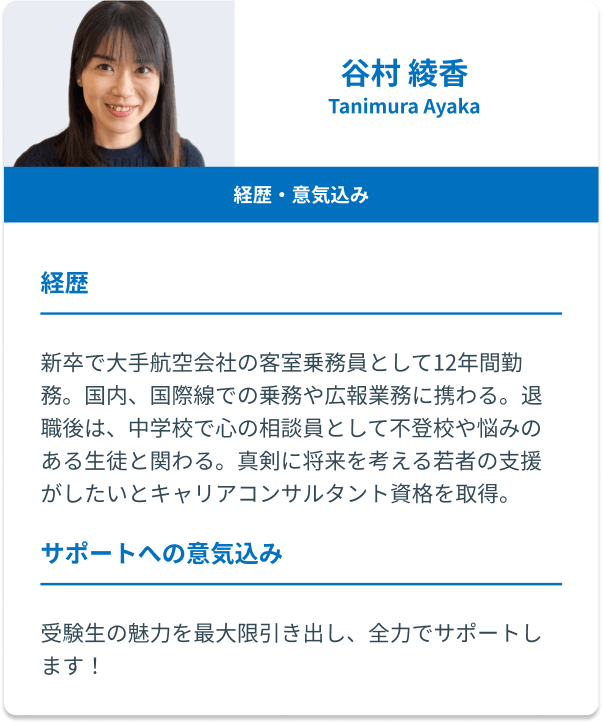 谷村 綾香
Tanimura Ayaka
経歴・意気込み
経歴
新卒で大手航空会社の客室乗務員として12年間勤
務。国内、国際線での乗務や広報業務に携わる。退
職後は、中学校で心の相談員として不登校や悩みの
ある生徒と関わる。真剣に将来を考える若者の支援
がしたいとキャリアコンサルタント資格を取得。
サポートへの意気込み
受験生の魅力を最大限引き出し、全力でサポートし
ます！